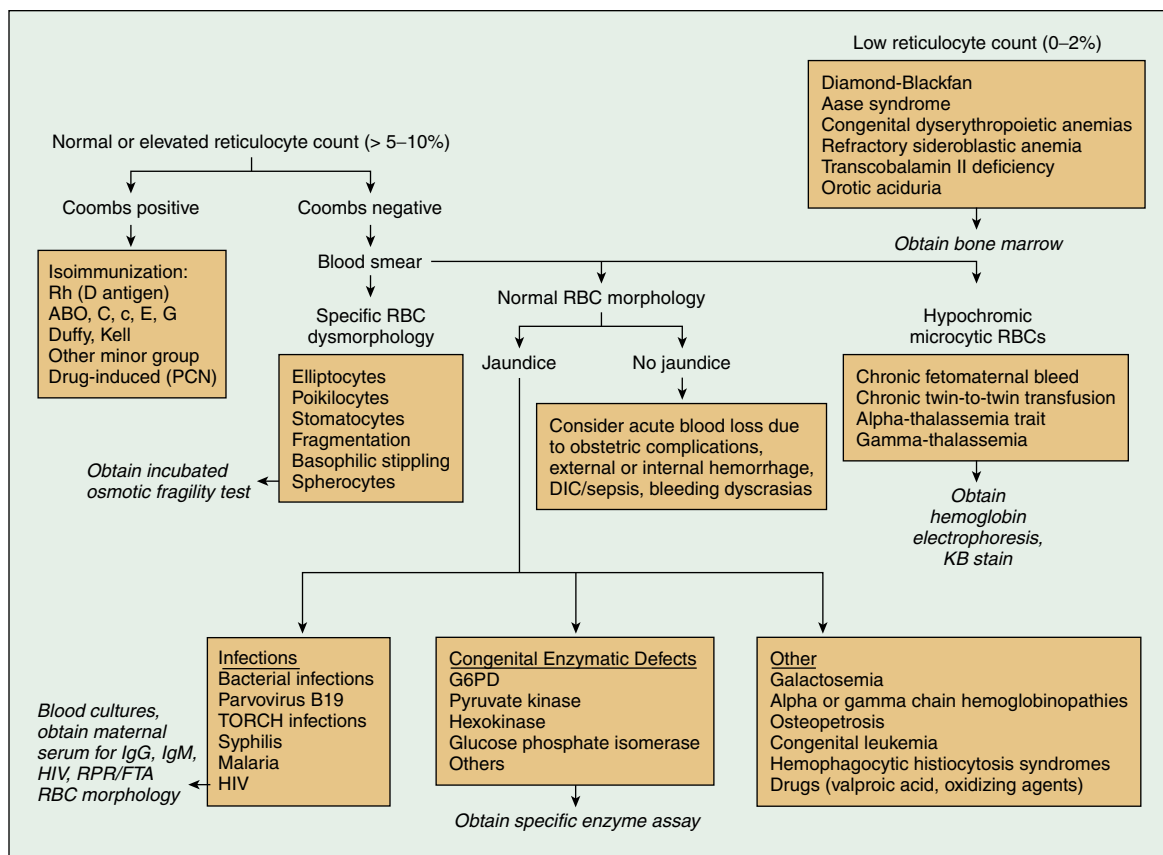 Low reticulocyte count (0–2%)
Diamond-Blackfan
Aase syndrome
Congenital dyserythropoietic anemias
Refractory sideroblastic anemia
Transcobalamin II deficiency
Orotic aciduria
Obtain bone marrow
Normal or elevated reticulocyte count (> 5–10%)
Coombs positive
Isoimmunization:
Rh (D antigen)
ABO, C, c, E, G
Duffy, Kell
Other minor group
Drug-induced (PCN)
Coombs negative
Blood smear
Specific RBC
dysmorphology
Elliptocytes
Poikilocytes
Stomatocytes
Fragmentation
Basophilic stippling
Spherocytes
Obtain incubated
osmotic fragility test
Normal RBC morphology
Jaundice
No jaundice
Consider acute blood loss due
to obstetric complications,
external or internal hemorrhage,
DIC/sepsis, bleeding dyscrasias
Hypochromic
microcytic RBCs
Chronic fetomaternal bleed
Chronic twin-to-twin transfusion
Alpha-thalassemia trait
Gamma-thalassemia
Obtain
hemoglobin
electrophoresis,
KB stain
Infections
Bacterial infections
Parvovirus B19
TORCH infections
Syphilis
Malaria
HIV
Blood cultures,
obtain maternal
serum for IgG, IgM,
HIV, RPR/FTA
RBC morphology
Congenital Enzymatic Defects
G6PD
Pyruvate kinase
Hexokinase
Glucose phosphate isomerase
Others
Obtain specific enzyme assay
Other
Galactosemia
Alpha or gamma chain hemoglobinopathies
Osteopetrosis
Congenital leukemia
Hemophagocytic histiocytosis syndromes
Drugs (valproic acid, oxidizing agents)